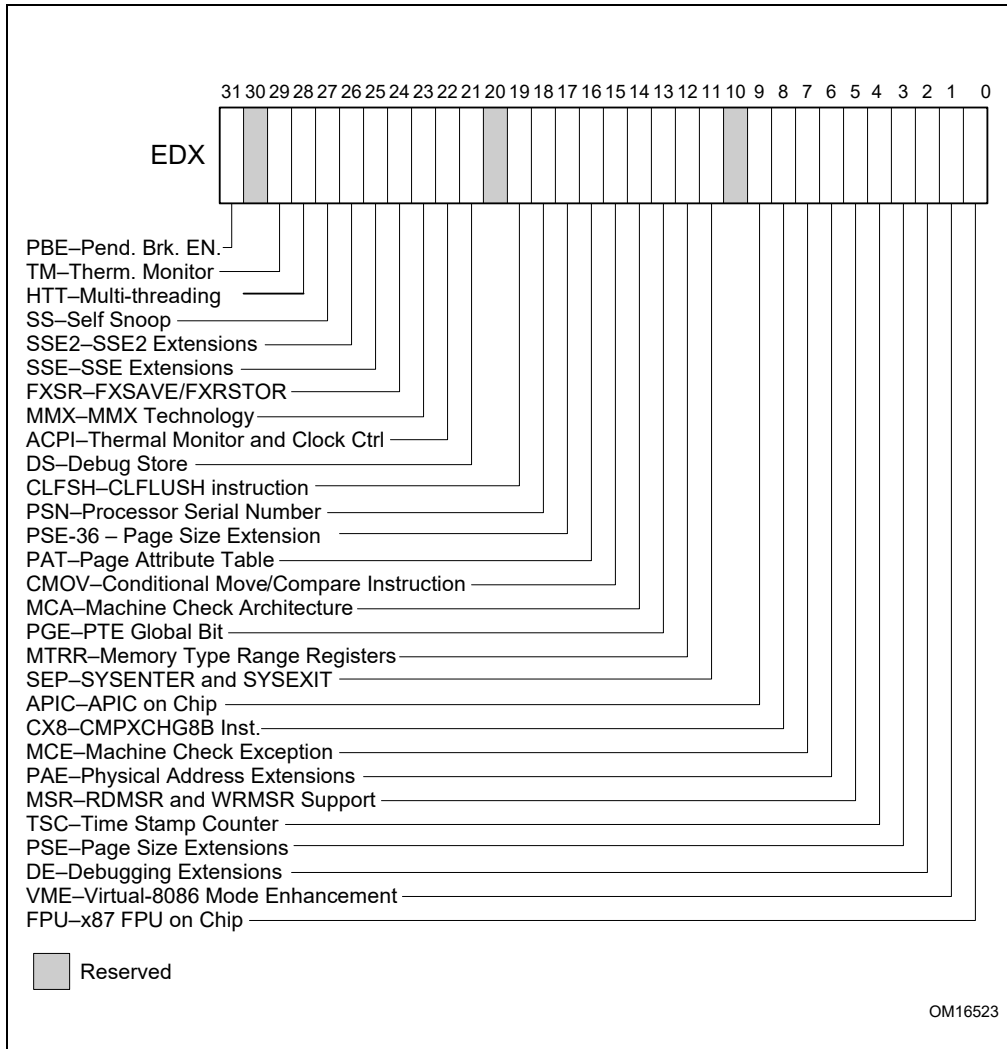 31 30 29 28 27 26 25 24 23 22 21 20 19 18 17 16 15 14 13 12 11 10 9 8 7 6 5 4 3 2 1 0
EDX
PBE–Pend. Brk. EN.
TM–Therm. Monitor
HTT–Multi-threading
SS–Self Snoop
SSE2–SSE2 Extensions
SSE–SSE Extensions
FXSR–FXSAVE/FXRSTOR
MMX–MMX Technology
ACPI–Thermal Monitor and Clock Ctrl
DS–Debug Store
CLFSH–CLFLUSH instruction
PSN–Processor Serial Number
PSE-36 – Page Size Extension
PAT–Page Attribute Table
CMOV–Conditional Move/Compare Instruction
MCA–Machine Check Architecture
PGE–PTE Global Bit
MTRR–Memory Type Range Registers
SEP–SYSENTER and SYSEXIT
APIC–APIC on Chip
CX8–CMPXCHG8B Inst.
MCE–Machine Check Exception
PAE–Physical Address Extensions
MSR–RDMSR and WRMSR Support
TSC–Time Stamp Counter
PSE–Page Size Extensions
DE–Debugging Extensions
VME–Virtual-8086 Mode Enhancement
FPU–x87 FPU on Chip
Reserved
OM16523